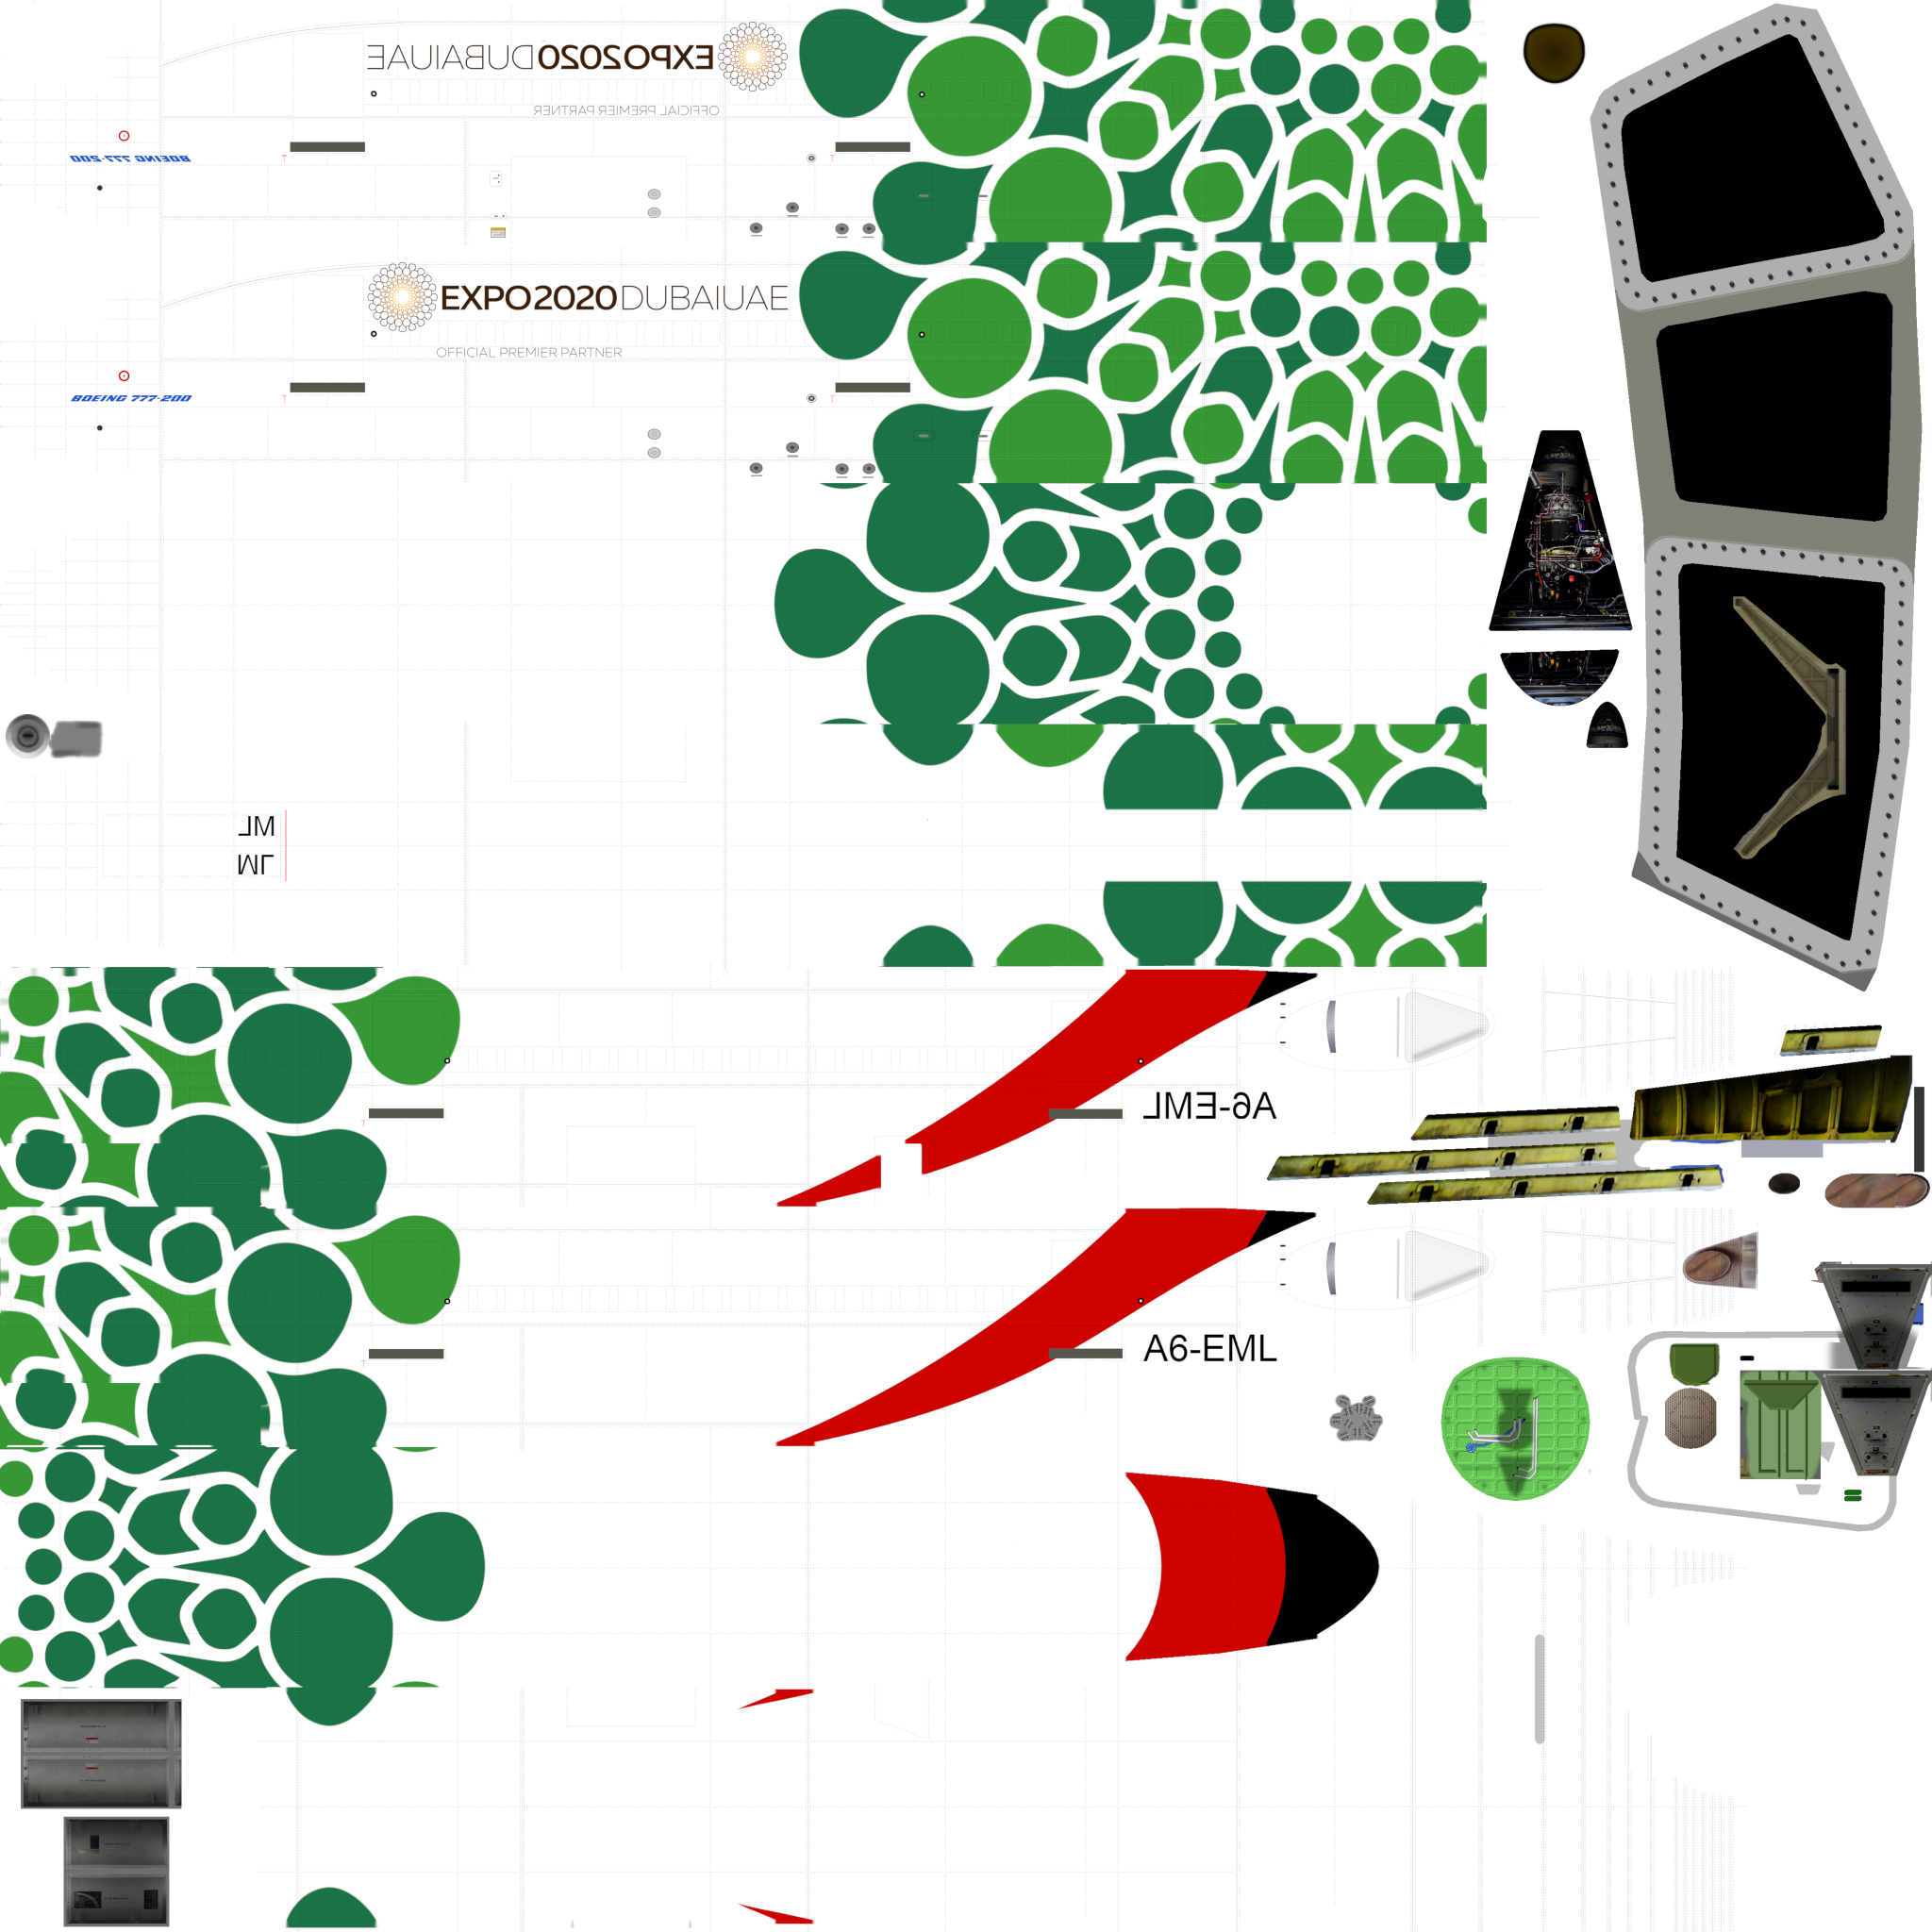 EXPO2020DUBAIUAE
OFFICIAL PREMIER PARTNER
BOEING 777-200
T
T
EXPO2020DUBAIUAE
OFFICIAL PREMIER PARTNER
BOEING 777-200
T
T
ML
ML
A6-EML
T
A6-EML
T